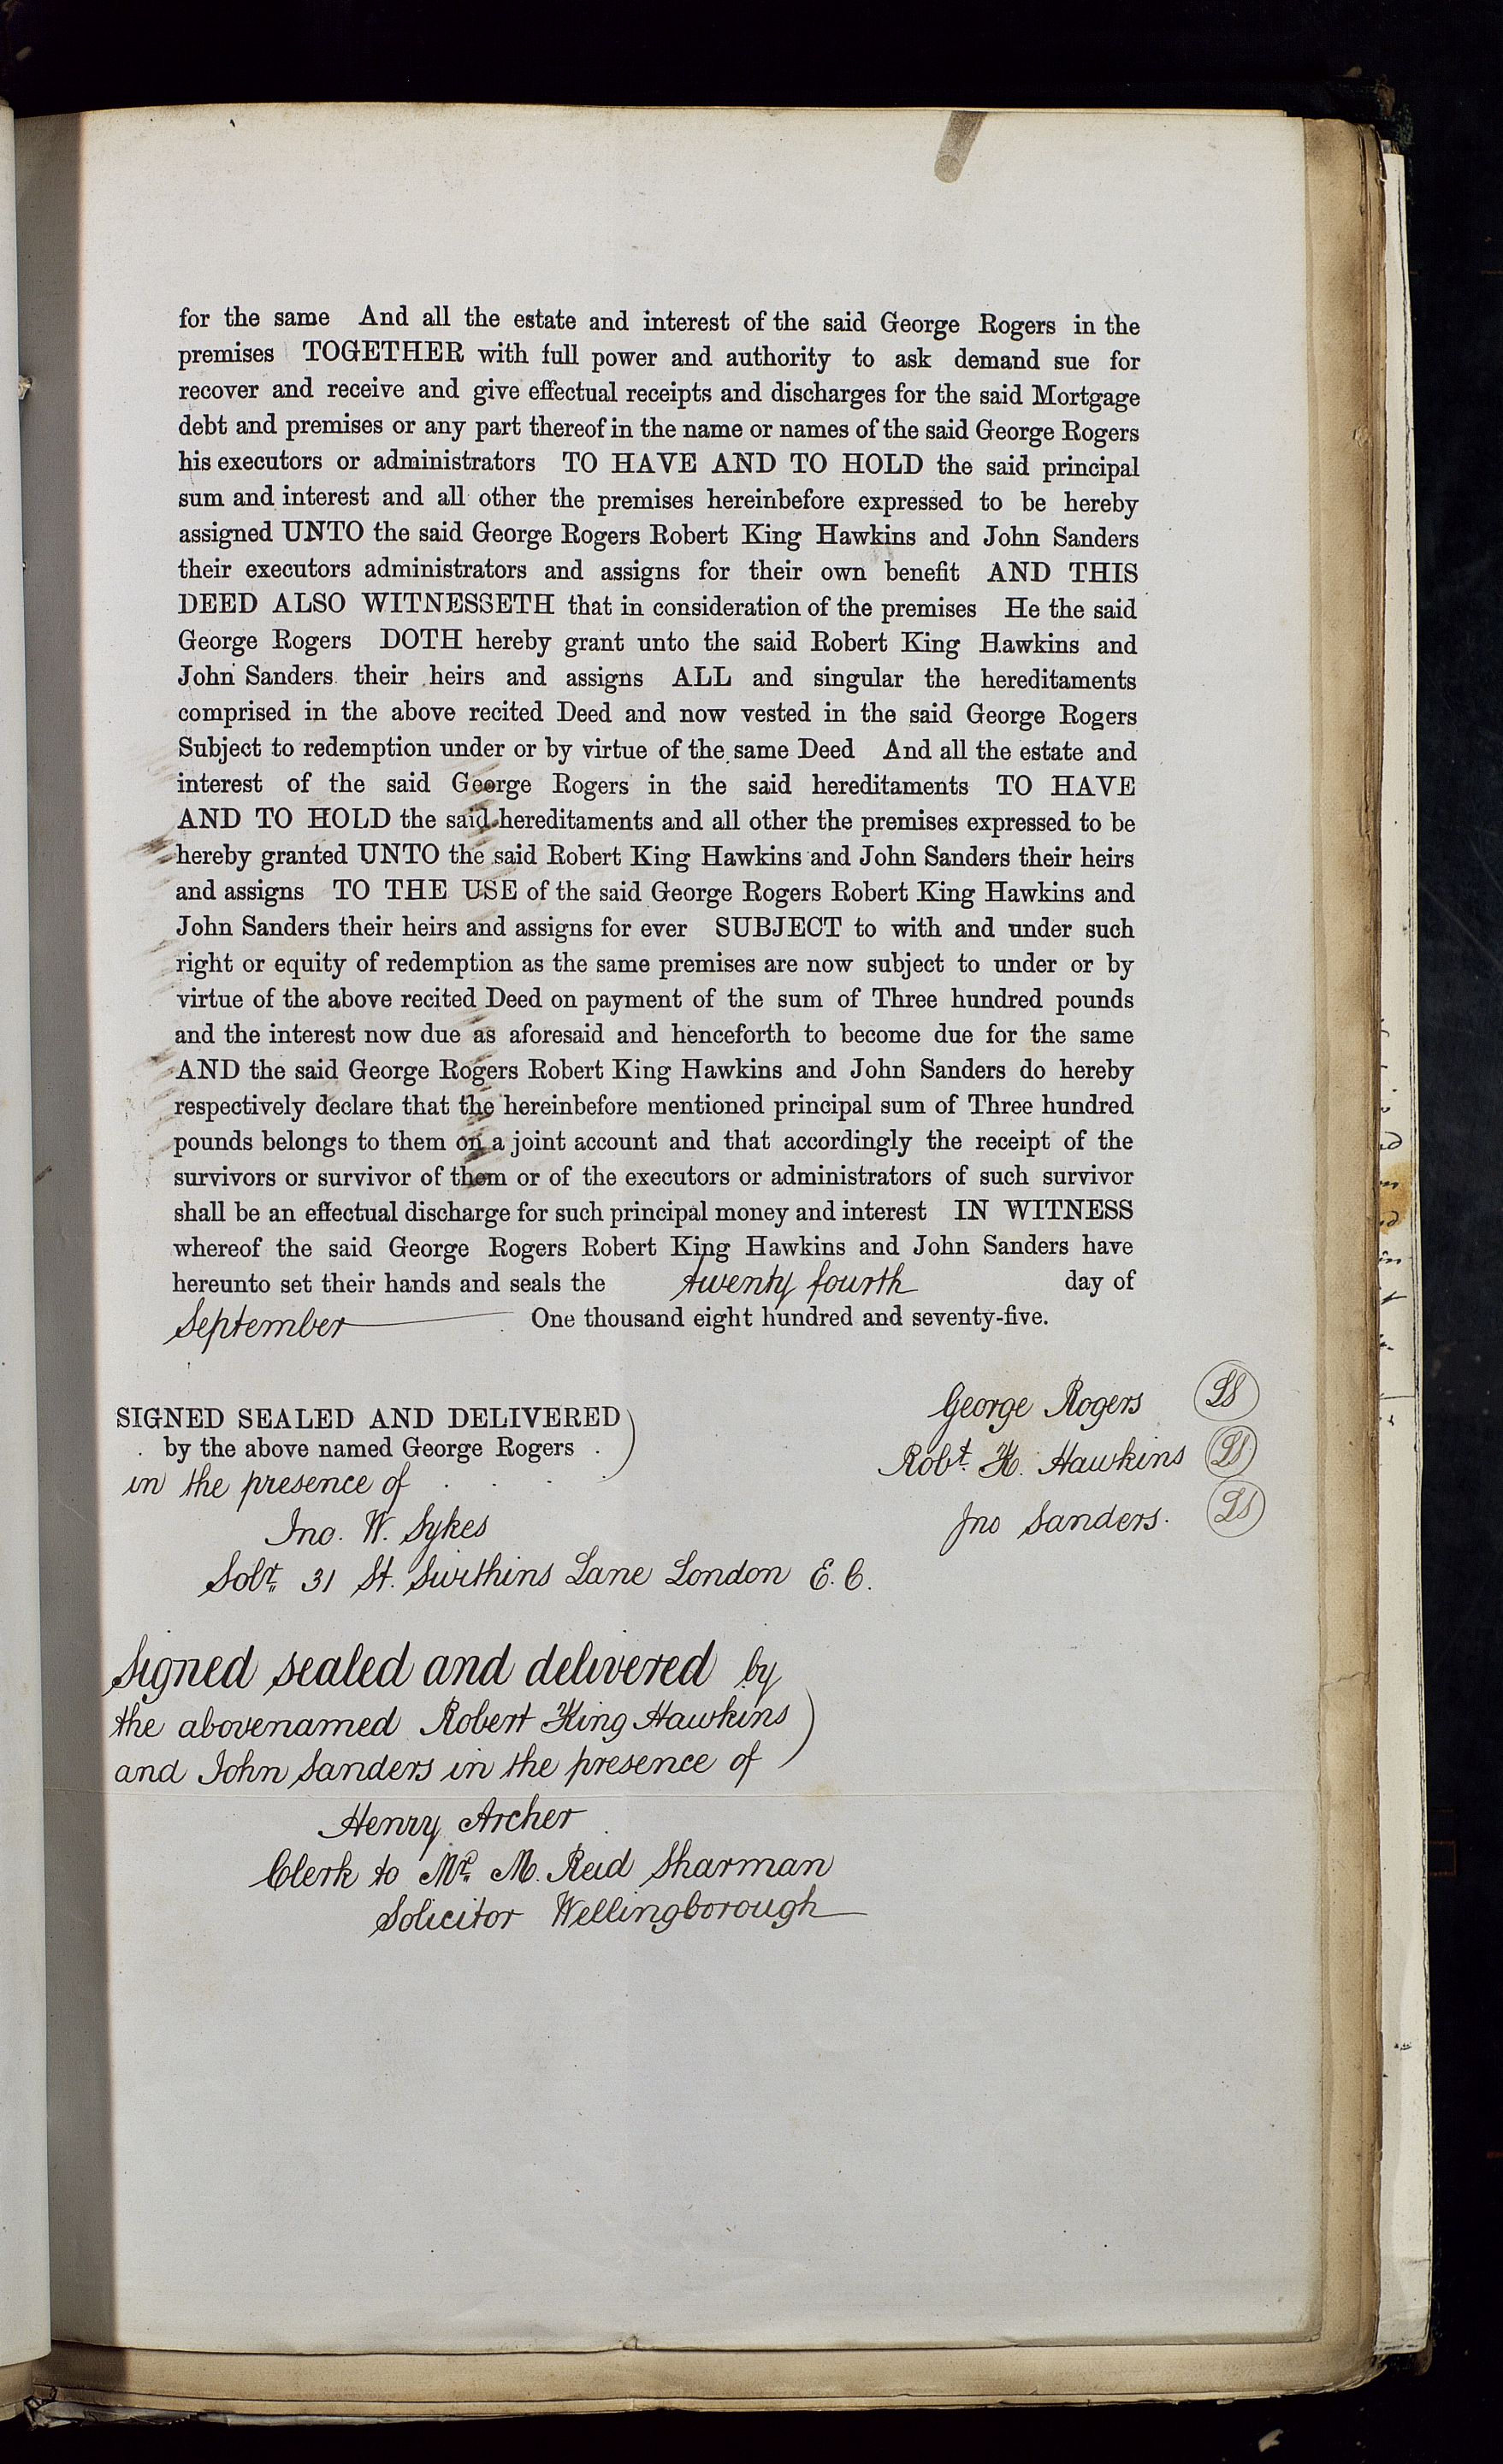 for the same And all the estate and interest of the said George Rogers in the
premises TOGETHER with full power and authority to ask demand sue for
recover and receive and give effectual receipts and discharges for the said Mortgage
debt and premises or any part thereof in the name or names of the said George Rogers
his executors or administrators TO HAVE AND TO HOLD the said principal
sum and interest and all other the premises hereinbefore expressed to be hereby
assigned UNTO the said George Rogers Robert King Hawkins and John Sanders
their executors administrators and assigns for their own benefit AND THIS
DEED ALSO WITNESSETH that in consideration of the premises He the said
George Rogers DOTH hereby grant unto the said Robert King Hawkins and
John Sanders their heirs and assigns ALL and singular the hereditaments
comprised in the above recited Deed and now vested in the said George Rogers
Subject to redemption under or by virtue of the same Deed And all the estate and
interest of the said George Rogers in the said hereditaments TO HAVE
AND TO HOLD the said hereditaments and all other the premises expressed to be
hereby granted UNTO the said Robert King Hawkins and John Sanders their heirs
and assigns TO THE USE of the said George Rogers Robert King Hawkins and
John Sanders their heirs and assigns for ever SUBJECT to with and under such
right or equity of redemption as the same premises are now subject to under or by
virtue of the above recited Deed on payment of the sum of Three hundred pounds
and the interest now due as aforesaid and henceforth to become due for the same
AND the said George Rogers Robert King Hawkins and John Sanders do hereby
respectively declare that the hereinbefore mentioned principal sum of Three hundred
pounds belongs to them on a joint account and that accordingly the receipt of the
survivors or survivor of them or of the executors or administrators of such survivor
shall be an effectual discharge for such principal money and interest IN WITNESS
whereof the said George Rogers Robert King Hawkins and John Sanders have
hereunto set their hands and seals the twenty fourth day of
September One thousand eight hundred and seventy-five.
George Rogers LS
SIGNED SEALED AND DELIVERED
by the above named George Rogers
Robt. K. Hawkins LS
in the presence of
Jno. W. Sykes
Jno Sanders. LS
Solr. 31 St. Swithins Lane London E.C.
Signed sealed and delivered by
the abovenamed Robert King Hawkins
and John Sanders in the presence of
Henry Archer
Clerk to Mr. M. Reid Sharman
Solicitor Wellingborough